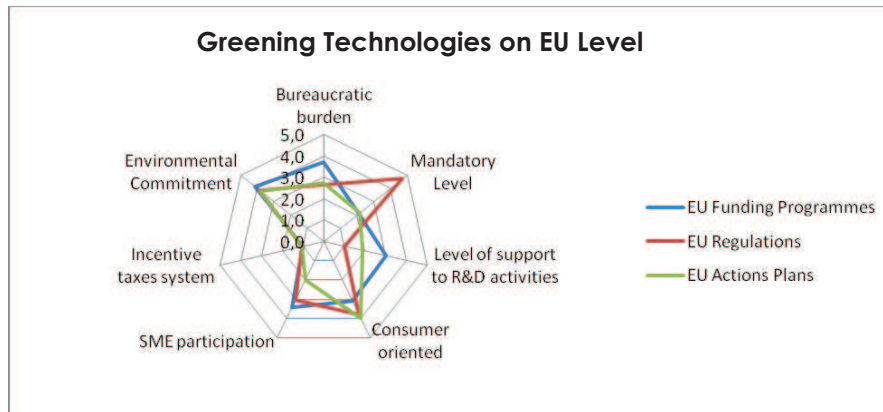 Greening Technologies on EU Level
Bureaucratic
burden
5,0
4,0
3,0
2,0
1,0
0,0
Environmental
Commitment
Mandatory
Level
Incentive
taxes system
Level of support
to R&D activities
SME participation
Consumer
oriented
EU Funding Programmes
EU Regulations
EU Actions Plans